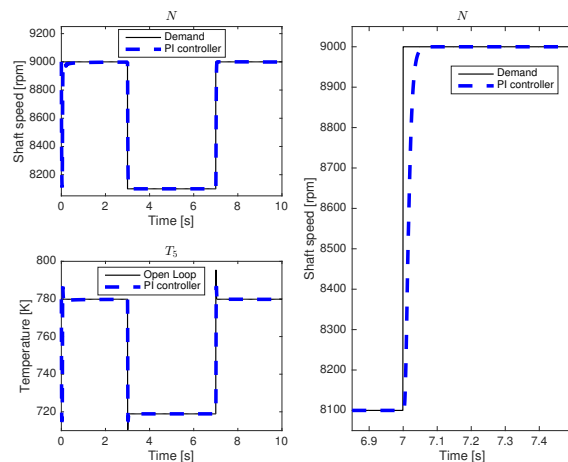 N
9200
9000
8800
8600
8400
8200
Shaft speed [rpm]
Demand
PI controller
0 2 4 6 8 10
Time [s]
T5
800
780
760
740
720
Temperature [K]
Open Loop
PI controller
0 2 4 6 8 10
Time [s]
N
9000
8900
8800
8700
8600
8500
8400
8300
8200
8100
Shaft speed [rpm]
Demand
PI controller
6.9 7 7.1 7.2 7.3 7.4
Time [s]